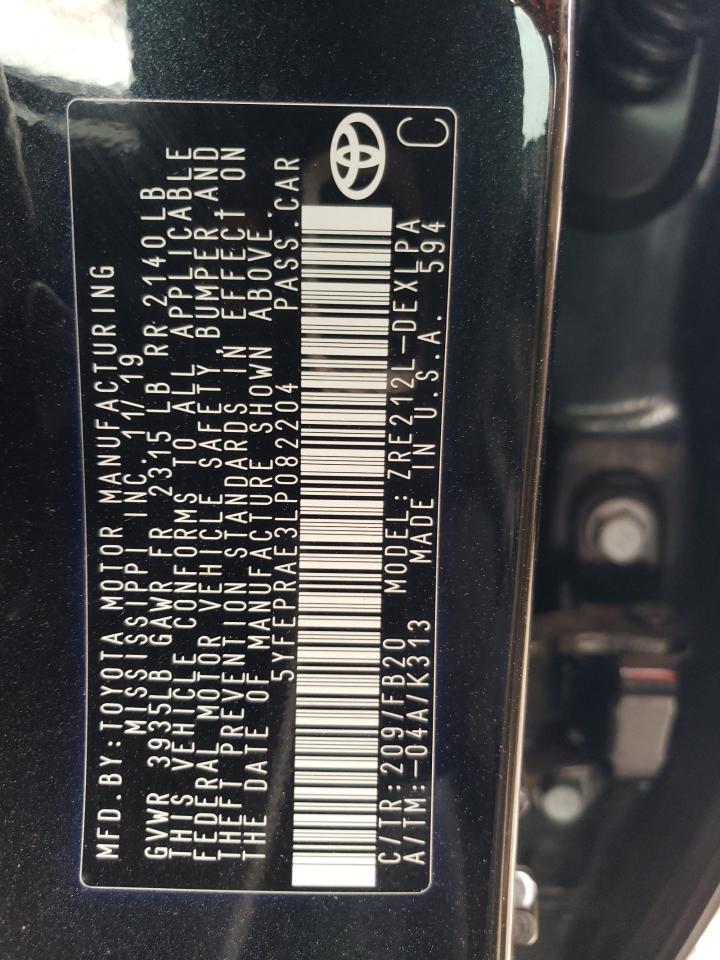 MFD.BY:TOYOTA MOTOR MANUFACTURING
MISSISSIPPI INC.11/19
GVWR 3935LB GAWR FR 2315 LB RR 2140LB
THIS VEHICLE CONFORMS TO ALL APPLICABLE
FEDERAL MOTOR VEHICLE SAFETY,BUMPER,AND
THEFT PREVENTION STANDARDS IN EFFECT ON
THE DATE OF MANUFACTURE SHOWN ABOVE.
5YFEPRAE3LP082204 PASS.CAR
C/TR:209/FB20 MODEL:ZRE212L-DEXLPA
A/TM:-04A/K313 MADE IN U.S.A. 594
C